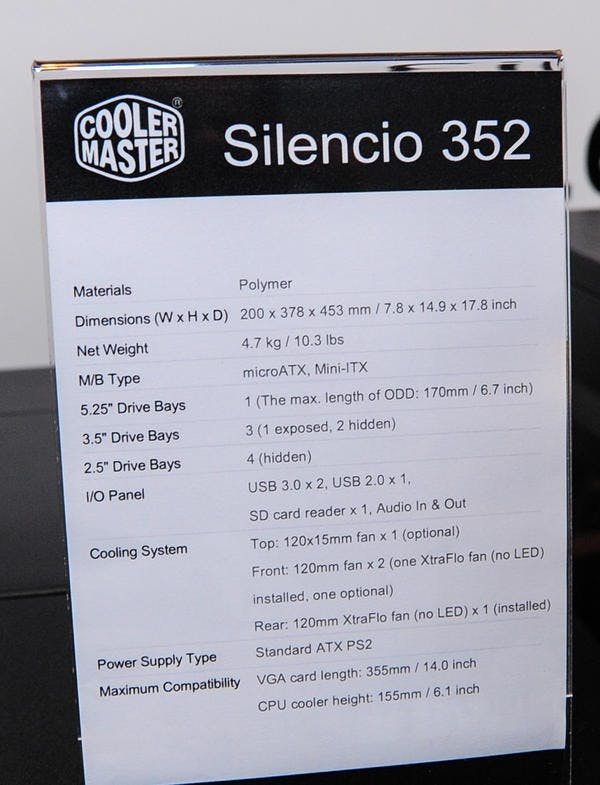 COOLER
MASTER
®
Silencio 352
Materials Polymer
Dimensions (W x H x D) 200 x 378 x 453 mm / 7.8 x 14.9 x 17.8 inch
Net Weight 4.7 kg / 10.3 lbs
M/B Type microATX, Mini-ITX
5.25" Drive Bays 1 (The max. length of ODD: 170mm / 6.7 inch)
3.5" Drive Bays 3 (1 exposed, 2 hidden)
2.5" Drive Bays 4 (hidden)
I/O Panel USB 3.0 x 2, USB 2.0 x 1,
SD card reader x 1, Audio In & Out
Cooling System Top: 120x15mm fan x 1 (optional)
Front: 120mm fan x 2 (one XtraFlo fan (no LED)
installed, one optional)
Rear: 120mm XtraFlo fan (no LED) x 1 (installed)
Power Supply Type Standard ATX PS2
Maximum Compatibility VGA card length: 355mm / 14.0 inch
CPU cooler height: 155mm / 6.1 inch